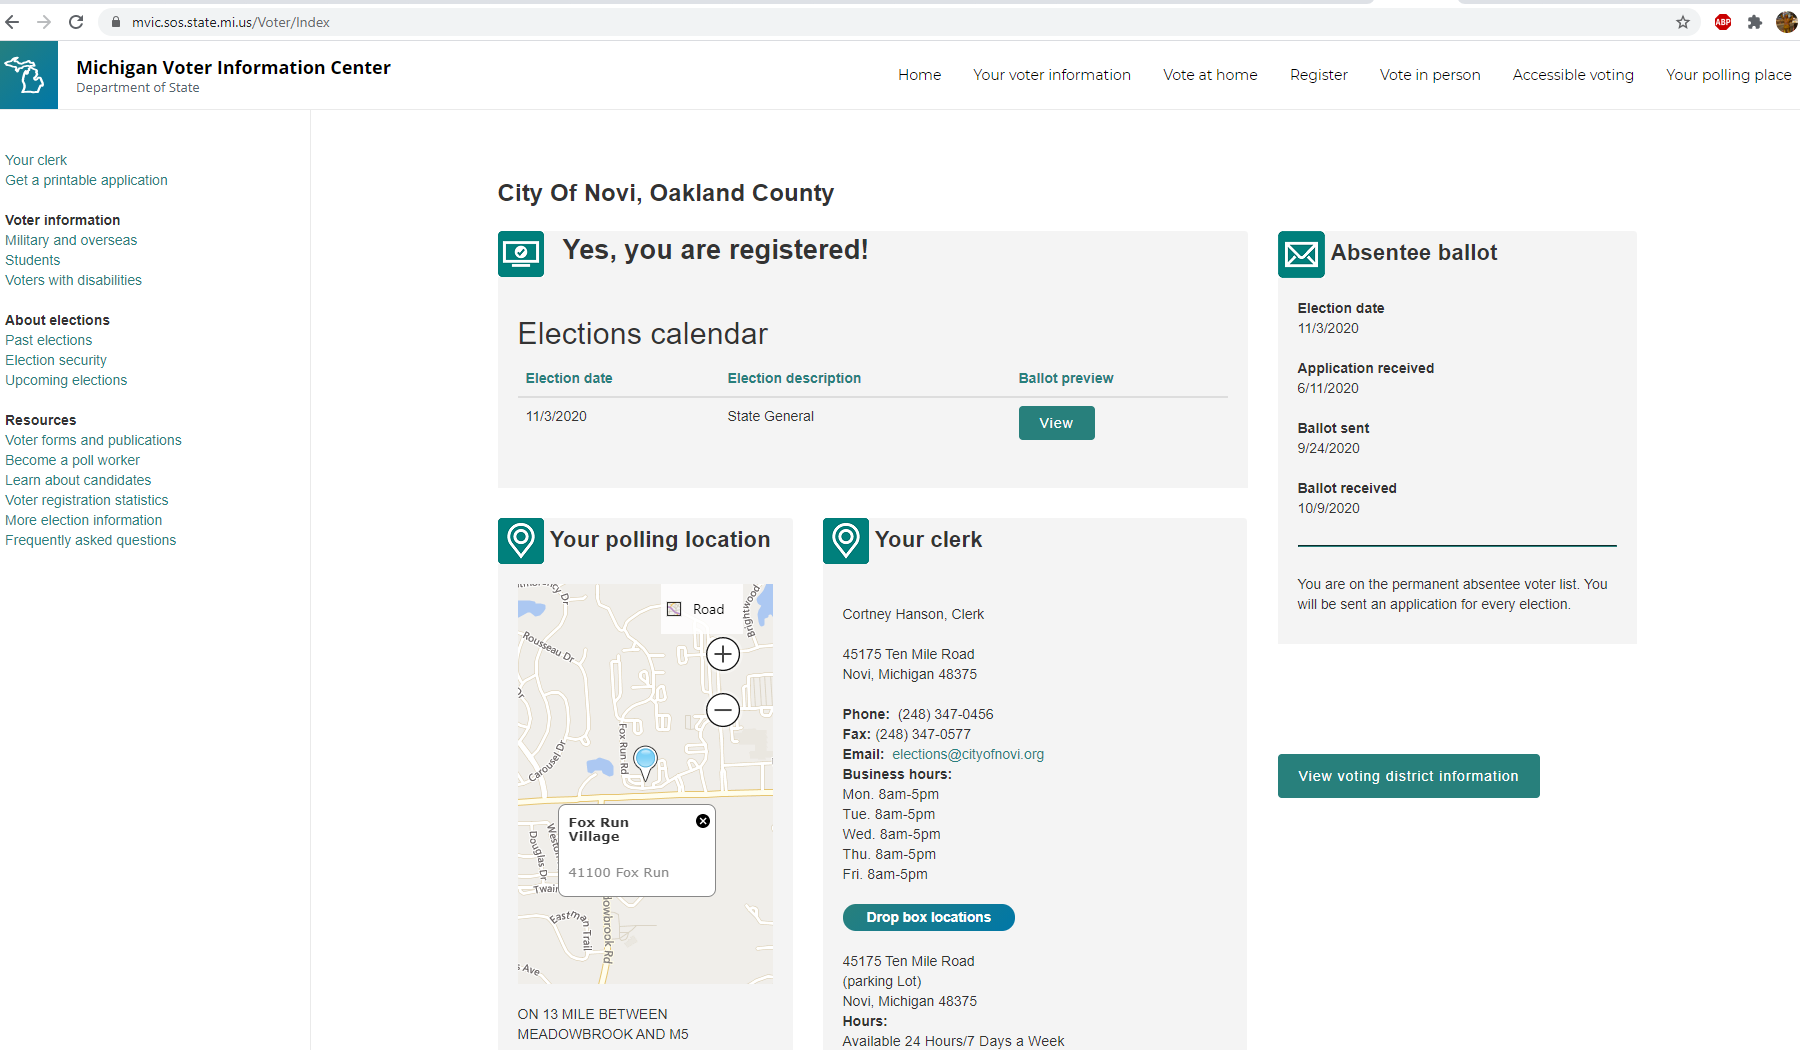 mvic.sos.state.mi.us/Voter/Index
ABP
Michigan Voter Information Center
Department of State
Home
Your voter information
Vote at home
Register
Vote in person
Accessible voting
Your polling place
Your clerk
Get a printable application
Voter information
Military and overseas
Students
Voters with disabilities
About elections
Past elections
Election security
Upcoming elections
Resources
Voter forms and publications
Become a poll worker
Learn about candidates
Voter registration statistics
More election information
Frequently asked questions
City Of Novi, Oakland County
Yes, you are registered!
Elections calendar
Election date Election description Ballot preview
11/3/2020 State General View
Absentee ballot
Election date
11/3/2020
Application received
6/11/2020
Ballot sent
9/24/2020
Ballot received
10/9/2020
You are on the permanent absentee voter list. You
will be sent an application for every election.
View voting district information
Your polling location
Road
Brightwood
Rousseau Dr
Fox Run Rd
Carousel Dr
Fox Run
Village
41100 Fox Run
Douglas Dr
Eastman Trail
s Ave
ON 13 MILE BETWEEN
MEADOWBROOK AND M5
Your clerk
Cortney Hanson, Clerk
45175 Ten Mile Road
Novi, Michigan 48375
Phone: (248) 347-0456
Fax: (248) 347-0577
Email: elections@cityofnovi.org
Business hours:
Mon. 8am-5pm
Tue. 8am-5pm
Wed. 8am-5pm
Thu. 8am-5pm
Fri. 8am-5pm
Drop box locations
45175 Ten Mile Road
(parking Lot)
Novi, Michigan 48375
Hours:
Available 24 Hours/7 Days a Week